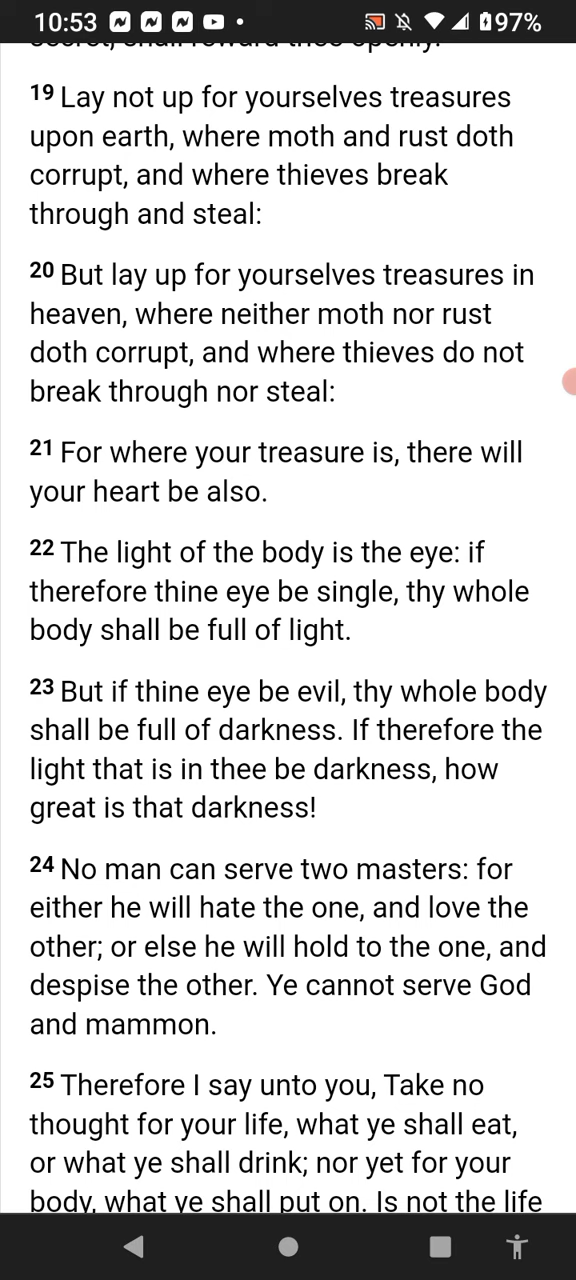 10:53
97%
secret, shall reward thee openly.
19 Lay not up for yourselves treasures
upon earth, where moth and rust doth
corrupt, and where thieves break
through and steal:
20 But lay up for yourselves treasures in
heaven, where neither moth nor rust
doth corrupt, and where thieves do not
break through nor steal:
21 For where your treasure is, there will
your heart be also.
22 The light of the body is the eye: if
therefore thine eye be single, thy whole
body shall be full of light.
23 But if thine eye be evil, thy whole body
shall be full of darkness. If therefore the
light that is in thee be darkness, how
great is that darkness!
24 No man can serve two masters: for
either he will hate the one, and love the
other; or else he will hold to the one, and
despise the other. Ye cannot serve God
and mammon.
25 Therefore I say unto you, Take no
thought for your life, what ye shall eat,
or what ye shall drink; nor yet for your
body, what ye shall put on. Is not the life